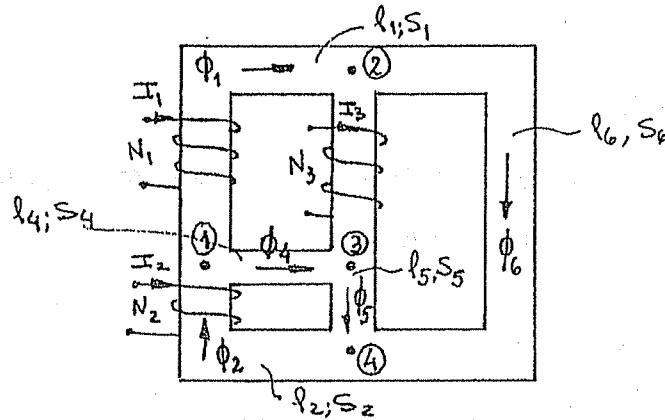 l₁; S₁
ϕ₁
②
I₁
I₃
l₆, S₆
N₁
N₃
l₄; S₄
①
ϕ₄
③
ϕ₆
I₂
l₅, S₅
N₂
ϕ₅
ϕ₂
④
l₂; S₂